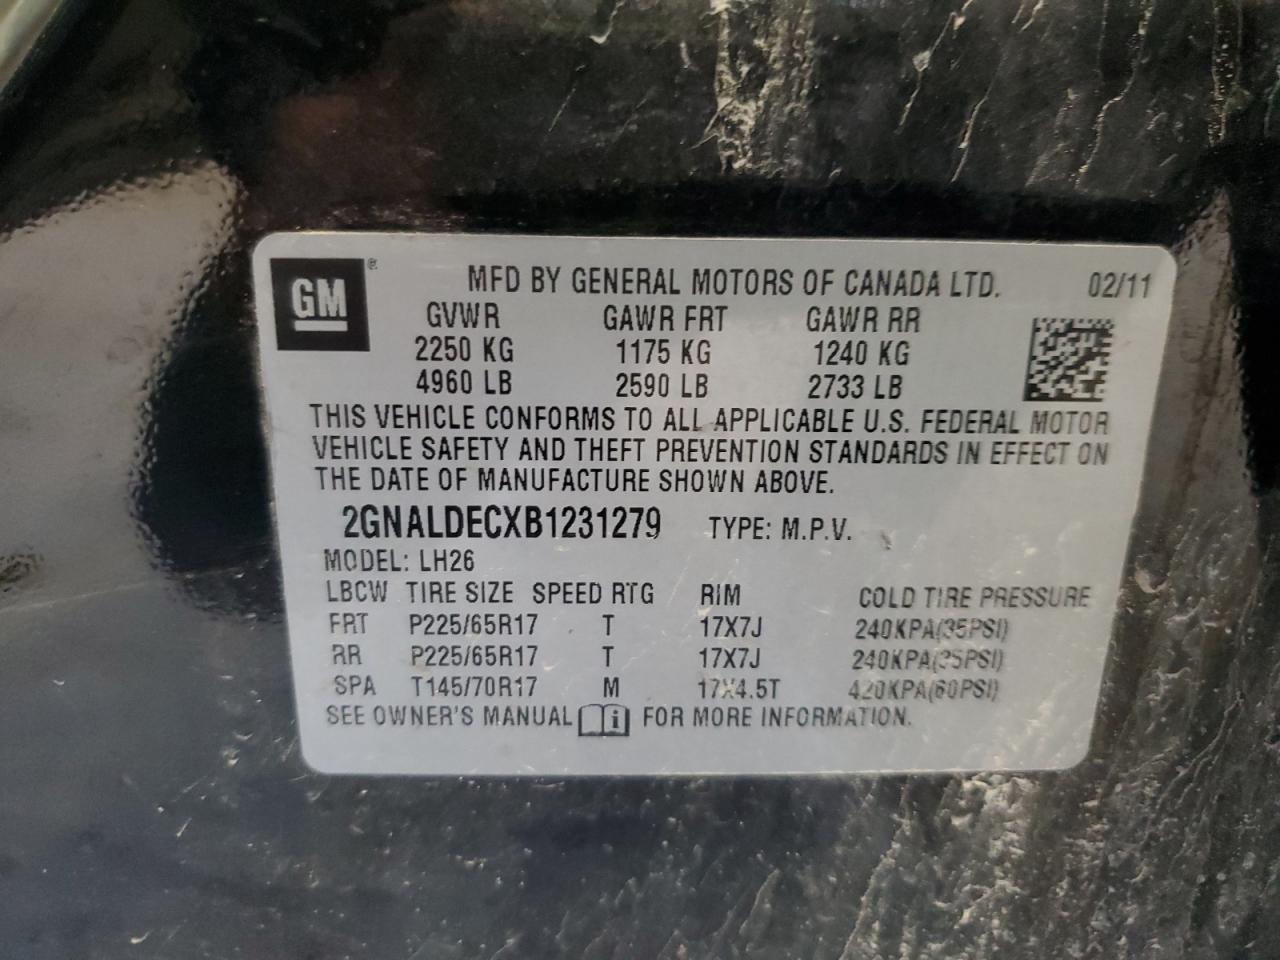 GM ® MFD BY GENERAL MOTORS OF CANADA LTD. 02/11
GVWR GAWR FRT GAWR RR
2250 KG 1175 KG 1240 KG
4960 LB 2590 LB 2733 LB
THIS VEHICLE CONFORMS TO ALL APPLICABLE U.S. FEDERAL MOTOR
VEHICLE SAFETY AND THEFT PREVENTION STANDARDS IN EFFECT ON
THE DATE OF MANUFACTURE SHOWN ABOVE.
2GNALDECXB1231279 TYPE: M.P.V.
MODEL: LH26
LBCW TIRE SIZE SPEED RTG RIM COLD TIRE PRESSURE
FRT P225/65R17 T 17X7J 240KPA(35PSI)
RR P225/65R17 T 17X7J 240KPA(35PSI)
SPA T145/70R17 M 17X4.5T 420KPA(60PSI)
SEE OWNER'S MANUAL i FOR MORE INFORMATION.